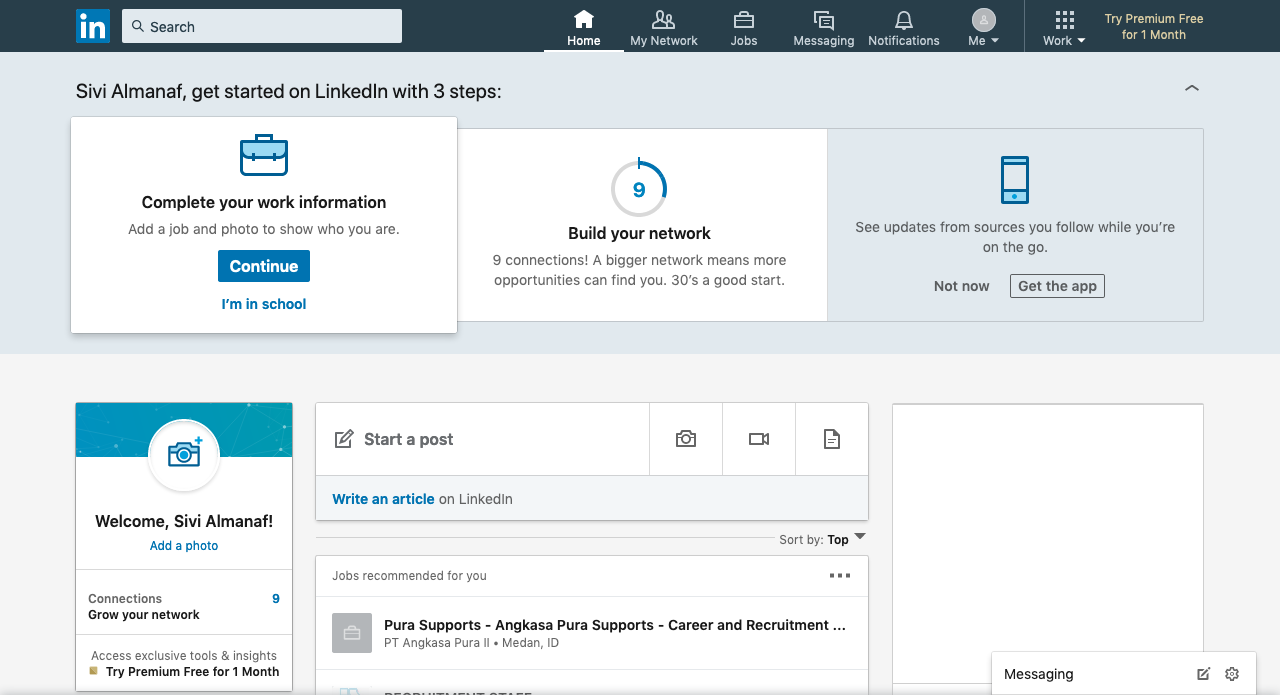 in
Search
Home
My Network
Jobs
Messaging
Notifications
Me
Work
Try Premium Free
for 1 Month
Sivi Almanaf, get started on LinkedIn with 3 steps:
Complete your work information
Add a job and photo to show who you are.
Continue
I'm in school
9
Build your network
9 connections! A bigger network means more
opportunities can find you. 30's a good start.
See updates from sources you follow while you're
on the go.
Not now
Get the app
Welcome, Sivi Almanaf!
Add a photo
Connections 9
Grow your network
Access exclusive tools & insights
Try Premium Free for 1 Month
Start a post
Write an article on LinkedIn
Sort by: Top
Jobs recommended for you
Pura Supports - Angkasa Pura Supports - Career and Recruitment ...
PT Angkasa Pura II • Medan, ID
RECRUITMENT STAFF
Messaging